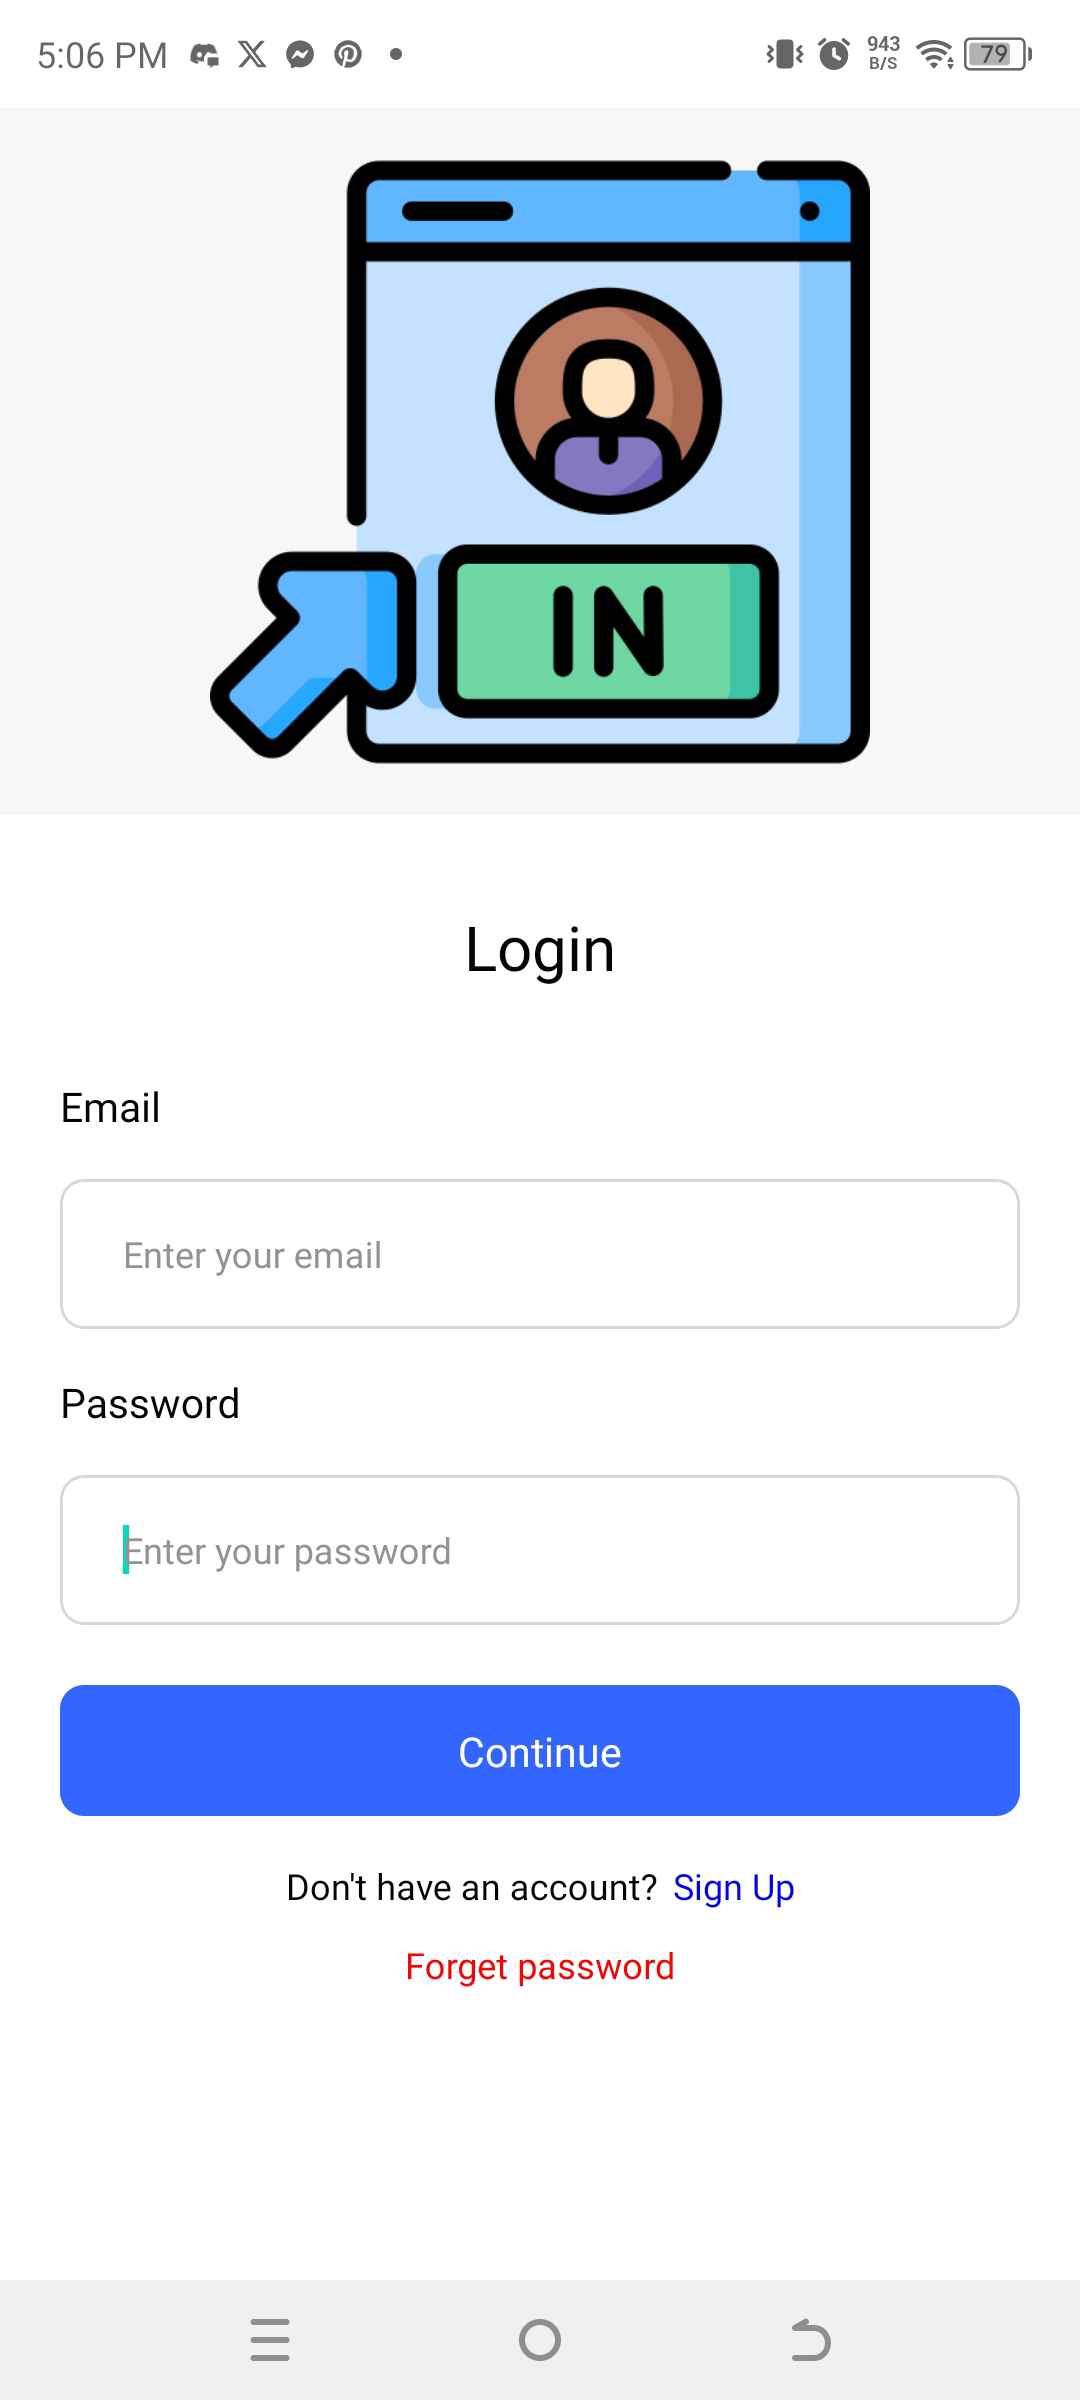 5:06 PM
943
B/S
79
IN
Login
Email
Enter your email
Password
Enter your password
Continue
Don't have an account? Sign Up
Forget password